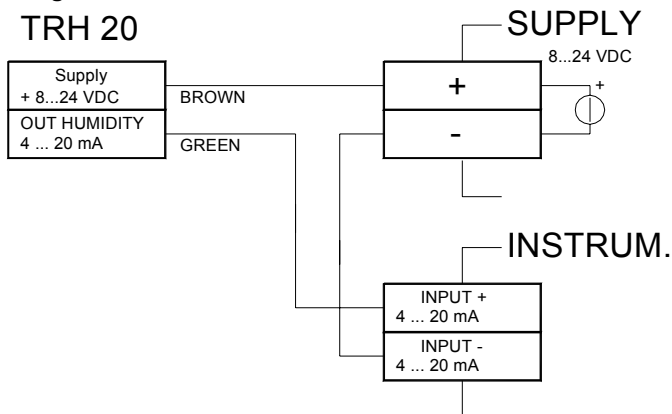 TRH 20
Supply
+ 8...24 VDC
BROWN
OUT HUMIDITY
4 ... 20 mA
GREEN
SUPPLY
8...24 VDC
+
+
-
INSTRUM.
INPUT +
4 ... 20 mA
INPUT -
4 ... 20 mA